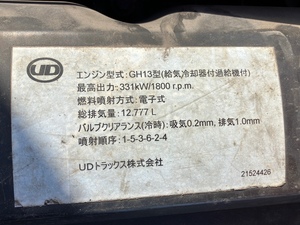 UD
エンジン型式:GH13型(給気冷却器付過給機付)
最高出力:331kW/1800 r.p.m.
燃料噴射方式:電子式
総排気量:12.777 L
バルブクリアランス(冷時):吸気0.2mm, 排気1.0mm
噴射順序:1-5-3-6-2-4
UDトラックス株式会社
21524426